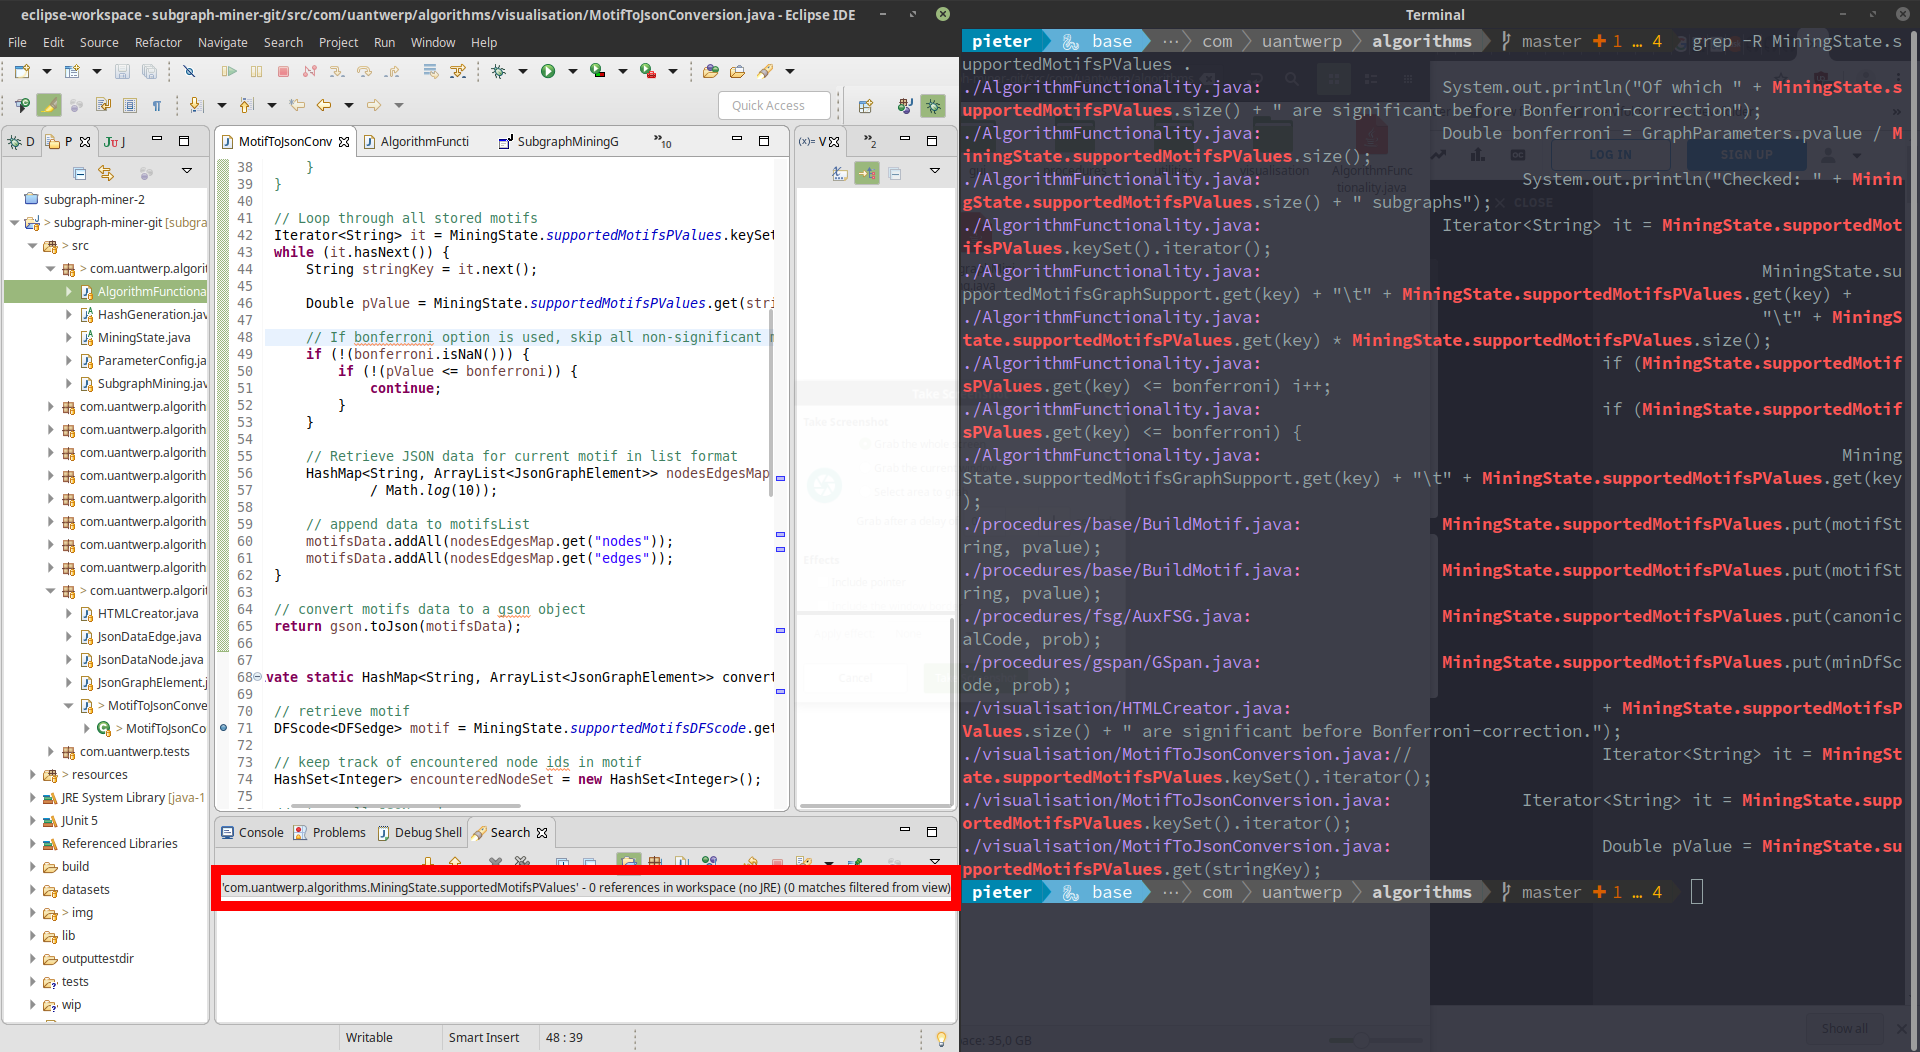 eclipse-workspace - subgraph-miner-git/src/com/uantwerp/algorithms/visualisation/MotifToJsonConversion.java - Eclipse IDE
File Edit Source Refactor Navigate Search Project Run Window Help
Quick Access
D P JU J
subgraph-miner-2
> subgraph-miner-git [subgra
> src
> com.uantwerp.algorit
AlgorithmFunctiona
HashGeneration.jav
MiningState.java
ParameterConfig.ja
SubgraphMining.jav
com.uantwerp.algorith
com.uantwerp.algorith
com.uantwerp.algorith
com.uantwerp.algorith
com.uantwerp.algorith
com.uantwerp.algorith
com.uantwerp.algorith
com.uantwerp.algorith
> com.uantwerp.algorith
HTMLCreator.java
JsonDataEdge.java
JsonDataNode.java
JsonGraphElement.j
> MotifToJsonConve
> MotifToJsonCo
com.uantwerp.tests
> resources
JRE System Library [java-1
JUnit 5
Referenced Libraries
build
datasets
> img
lib
outputtestdir
tests
wip
MotifToJsonConv AlgorithmFuncti SubgraphMiningG »10
(x)= V »2
38 }
39 }
40
41 // Loop through all stored motifs
42 Iterator<String> it = MiningState.supportedMotifsPValues.keySet
43 while (it.hasNext()) {
44 String stringKey = it.next();
45
46 Double pValue = MiningState.supportedMotifsPValues.get(stri
47
48 // If bonferroni option is used, skip all non-significant m
49 if (!(bonferroni.isNaN())) {
50 if (!(pValue <= bonferroni)) {
51 continue;
52 }
53 }
54
55 // Retrieve JSON data for current motif in list format
56 HashMap<String, ArrayList<JsonGraphElement>> nodesEdgesMap
57 / Math.log(10));
58
59 // append data to motifsList
60 motifsData.addAll(nodesEdgesMap.get("nodes"));
61 motifsData.addAll(nodesEdgesMap.get("edges"));
62 }
63
64 // convert motifs data to a gson object
65 return gson.toJson(motifsData);
66
67
68 vate static HashMap<String, ArrayList<JsonGraphElement>> convert
69
70 // retrieve motif
71 DFScode<DFSedge> motif = MiningState.supportedMotifsDFScode.get
72
73 // keep track of encountered node ids in motif
74 HashSet<Integer> encounteredNodeSet = new HashSet<Integer>();
75
Console Problems Debug Shell Search
'com.uantwerp.algorithms.MiningState.supportedMotifsPValues' - 0 references in workspace (no JRE) (0 matches filtered from view)
Writable Smart Insert 48 : 39
Terminal
pieter base ··· com uantwerp algorithms master + 1 … 4 grep -R MiningState.s
upportedMotifsPValues .
./AlgorithmFunctionality.java: System.out.println("Of which " + MiningState.s
upportedMotifsPValues.size() + " are significant before Bonferroni-correction");
./AlgorithmFunctionality.java: Double bonferroni = GraphParameters.pvalue / M
iningState.supportedMotifsPValues.size();
./AlgorithmFunctionality.java: System.out.println("Checked: " + Minin
gState.supportedMotifsPValues.size() + " subgraphs");
./AlgorithmFunctionality.java: Iterator<String> it = MiningState.supportedMot
ifsPValues.keySet().iterator();
./AlgorithmFunctionality.java: MiningState.su
pportedMotifsGraphSupport.get(key) + "\t" + MiningState.supportedMotifsPValues.get(key) +
./AlgorithmFunctionality.java: "\t" + MiningS
tate.supportedMotifsPValues.get(key) * MiningState.supportedMotifsPValues.size();
./AlgorithmFunctionality.java: if (MiningState.supportedMotif
sPValues.get(key) <= bonferroni) i++;
./AlgorithmFunctionality.java: if (MiningState.supportedMotif
sPValues.get(key) <= bonferroni) {
./AlgorithmFunctionality.java: Mining
State.supportedMotifsGraphSupport.get(key) + "\t" + MiningState.supportedMotifsPValues.get(key
);
./procedures/base/BuildMotif.java: MiningState.supportedMotifsPValues.put(motifSt
ring, pvalue);
./procedures/base/BuildMotif.java: MiningState.supportedMotifsPValues.put(motifSt
ring, pvalue);
./procedures/fsg/AuxFSG.java: MiningState.supportedMotifsPValues.put(canonic
alCode, prob);
./procedures/gspan/GSpan.java: MiningState.supportedMotifsPValues.put(minDfSc
ode, prob);
./visualisation/HTMLCreator.java: + MiningState.supportedMotifsP
Values.size() + " are significant before Bonferroni-correction.");
./visualisation/MotifToJsonConversion.java:// Iterator<String> it = MiningSt
ate.supportedMotifsPValues.keySet().iterator();
./visualisation/MotifToJsonConversion.java: Iterator<String> it = MiningState.supp
ortedMotifsPValues.keySet().iterator();
./visualisation/MotifToJsonConversion.java: Double pValue = MiningState.su
pportedMotifsPValues.get(stringKey);
pieter base ··· com uantwerp algorithms master + 1 … 4
LOG IN SIGN UP
CLOSE
Show all